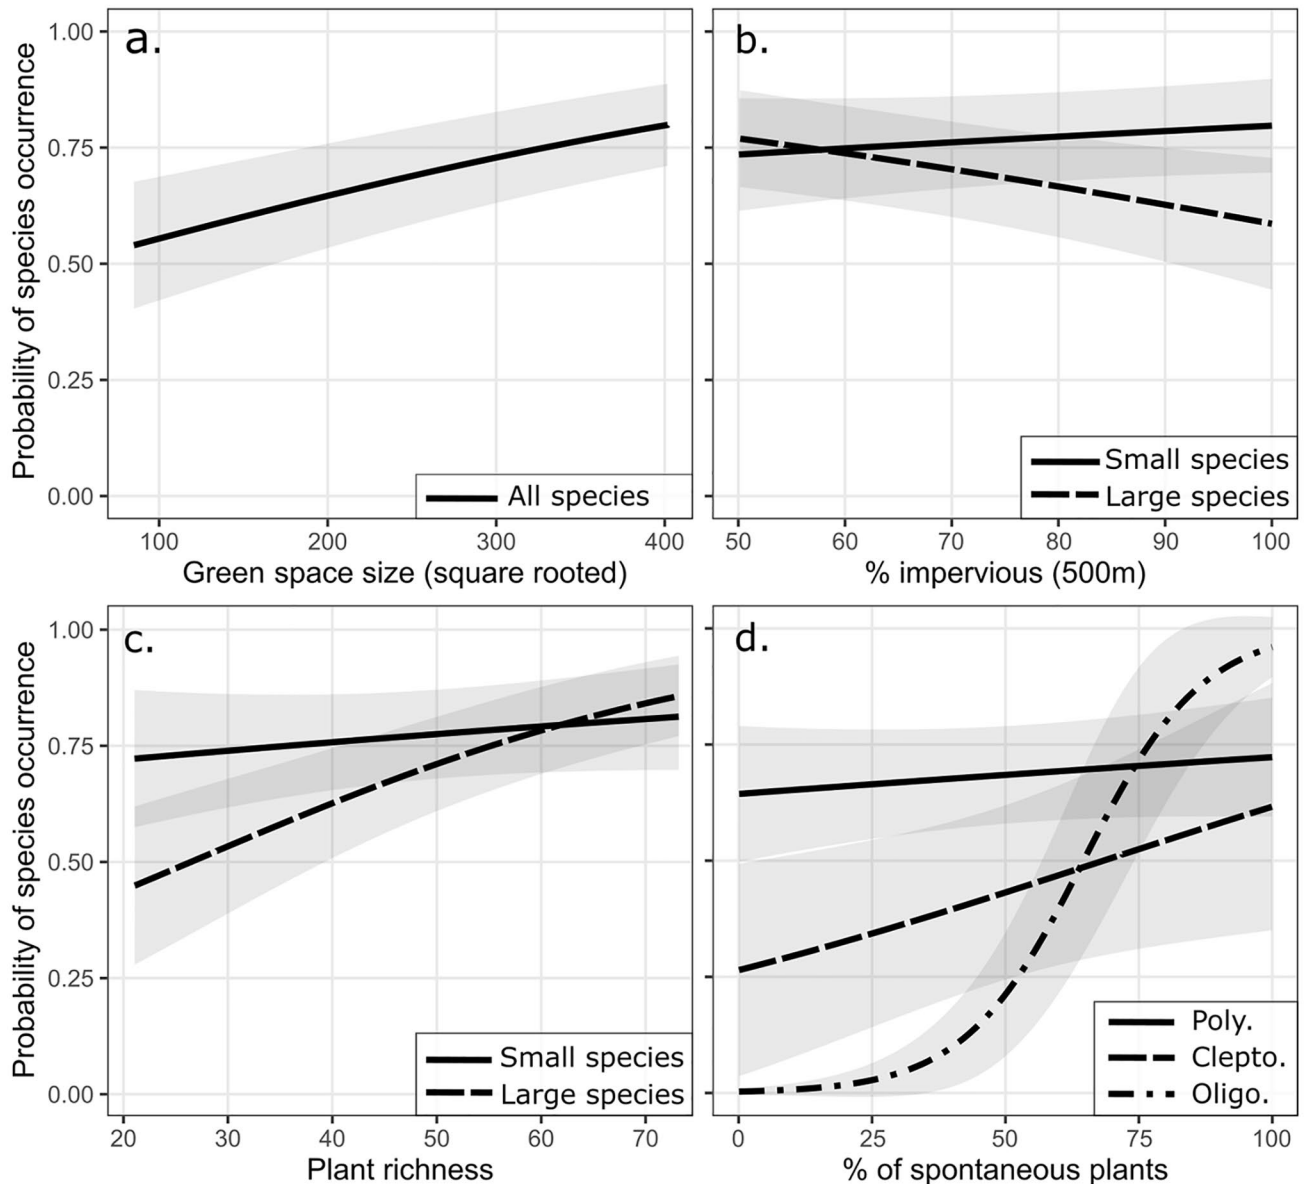 a.
Probability of species occurrence
1.00
0.75
0.50
0.25
0.00
All species
100 200 300 400
Green space size (square rooted)
b.
Small species
Large species
50 60 70 80 90 100
% impervious (500m)
c.
Probability of species occurrence
1.00
0.75
0.50
0.25
0.00
Small species
Large species
20 30 40 50 60 70
Plant richness
d.
Poly.
Clepto.
Oligo.
0 25 50 75 100
% of spontaneous plants